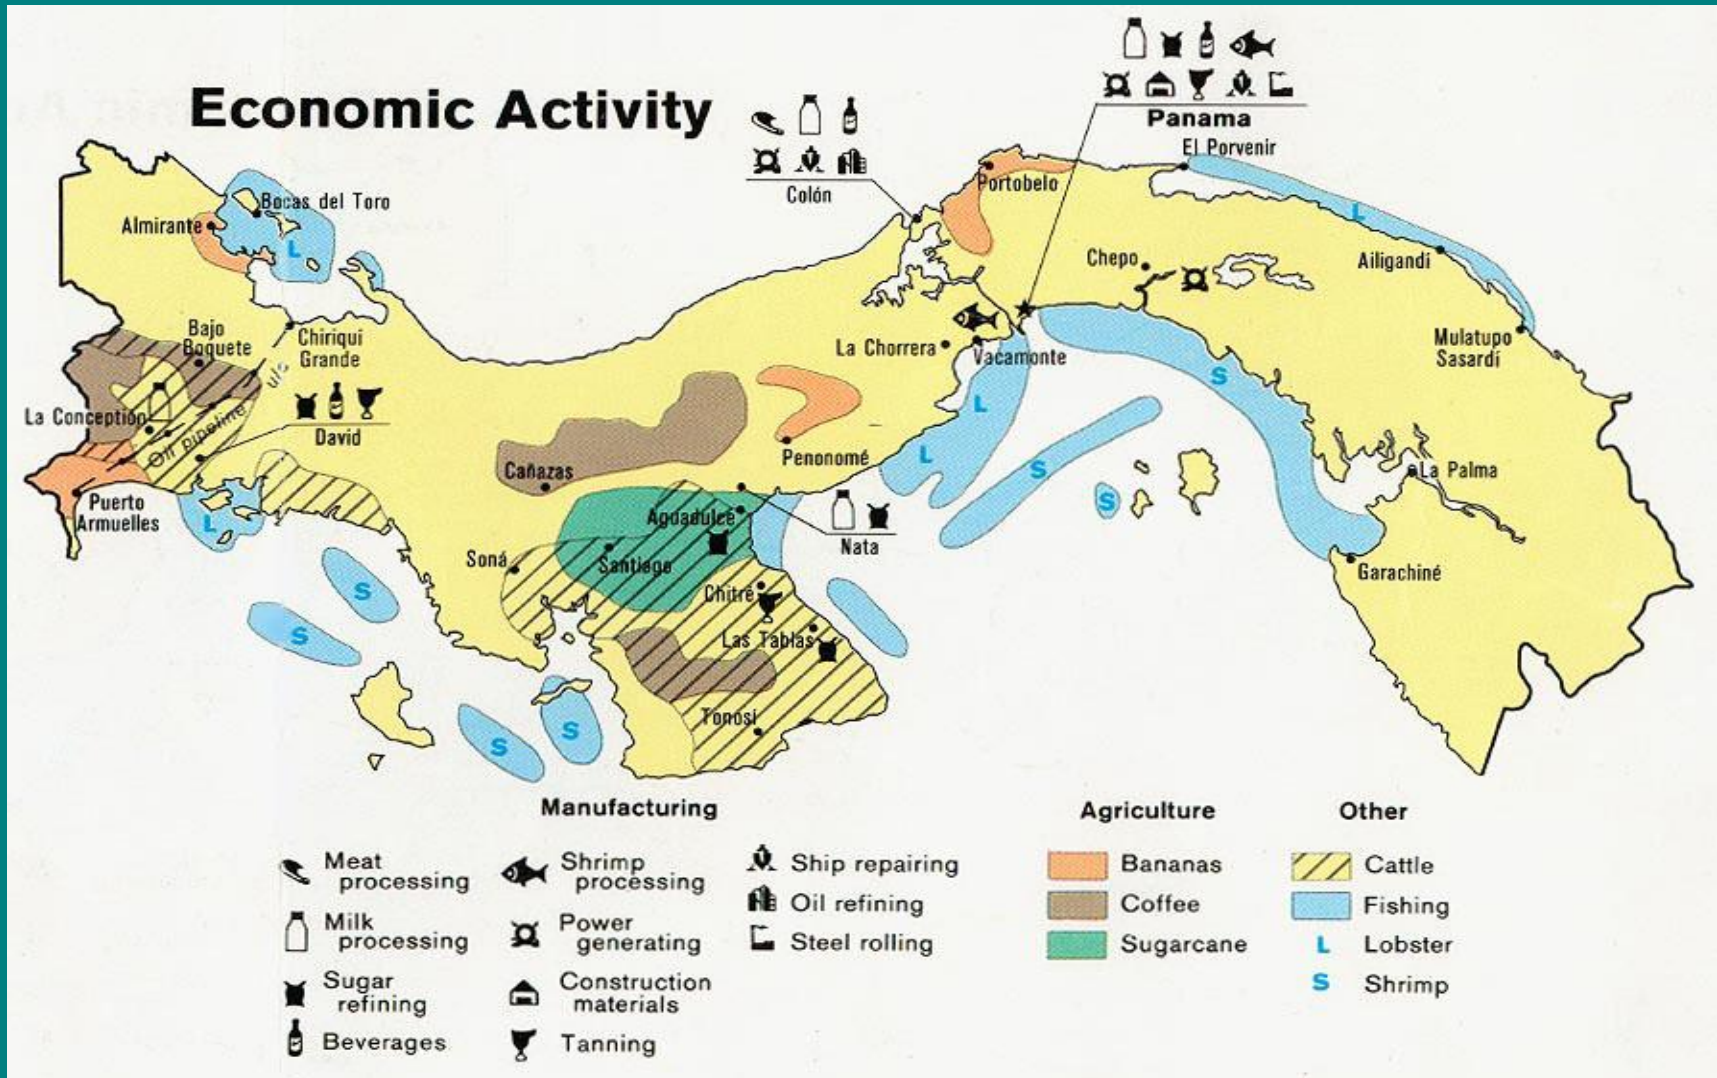 Economic Activity
Panama
El Porvenir
Colón
Portobelo
Bocas del Toro
Almirante
Chepo
Ailigandí
Bajo
Boquete
Chiriquí
Grande
La Chorrera
Vacamonte
Mulatupo
Sasardí
La Concepción
Oil pipeline
David
Cañazas
Penonomé
La Palma
Puerto
Armuelles
Aguadulce
Nata
Soná
Santiago
Garachiné
Chitré
Las Tablas
Tonosí
L
L
L
L
L
S
S
S
S
S
S
S
Manufacturing
Meat
processing
Milk
processing
Sugar
refining
Beverages
Shrimp
processing
Power
generating
Construction
materials
Tanning
Ship repairing
Oil refining
Steel rolling
Agriculture
Bananas
Coffee
Sugarcane
Other
Cattle
Fishing
L Lobster
S Shrimp